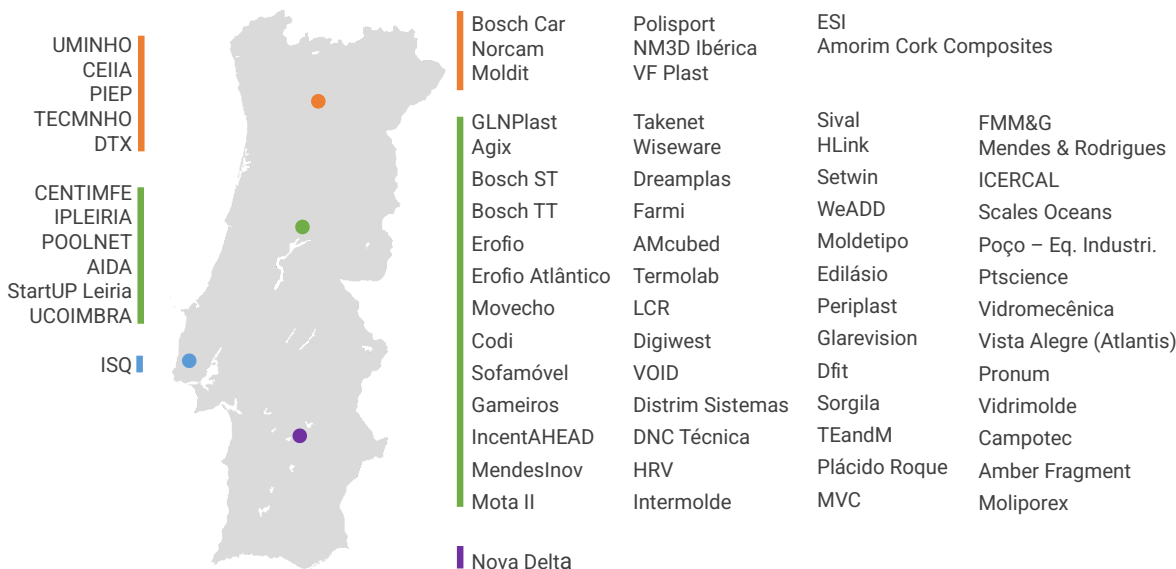 UMINHO
CEIIA
PIEP
TECMNHO
DTX
CENTIMFE
IPLEIRIA
POOLNET
AIDA
StartUP Leiria
UCOIMBRA
ISQ
Bosch Car Polisport ESI
Norcam NM3D Ibérica Amorim Cork Composites
Moldit VF Plast
GLNPlast Takenet Sival FMM&G
Agix Wiseware HLink Mendes & Rodrigues
Bosch ST Dreamplas Setwin ICERCAL
Bosch TT Farmi WeADD Scales Oceans
Erofio AMcubed Moldetipo Poço – Eq. Industri.
Erofio Atlântico Termolab Edilásio Ptscience
Movecho LCR Periplast Vidromecênica
Codi Digiwest Glarevision Vista Alegre (Atlantis)
Sofamóvel VOID Dfit Pronum
Gameiros Distrim Sistemas Sorgila Vidrimolde
IncentAHEAD DNC Técnica TEandM Campotec
MendesInov HRV Plácido Roque Amber Fragment
Mota II Intermolde MVC Moliporex
Nova Delta